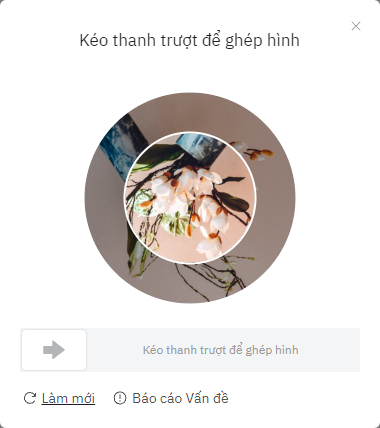 Kéo thanh trượt để ghép hình
Kéo thanh trượt để ghép hình
Làm mới
Báo cáo Vấn đề